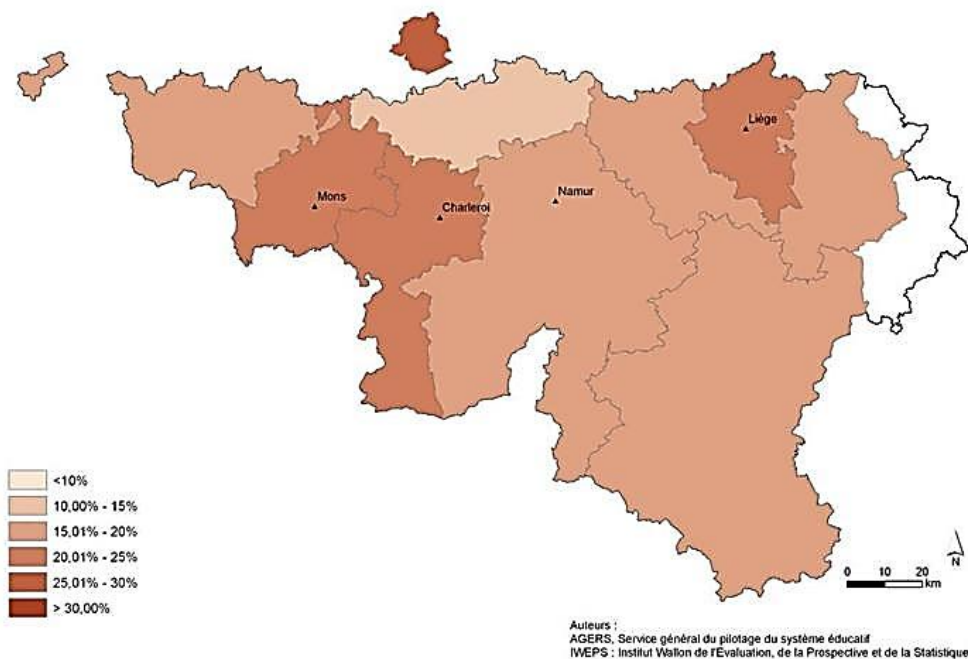 Liége
Mons
Namur
Charleroi
<10%
10,00% - 15%
15,01% - 20%
20,01% - 25%
25,01% - 30%
> 30,00%
N
0 10 20
km
Auteurs :
AGERS, Service général du pilotage du système éducatif
IWEPS : Institut Wallon de l'Évaluation, de la Prospective et de la Statistique